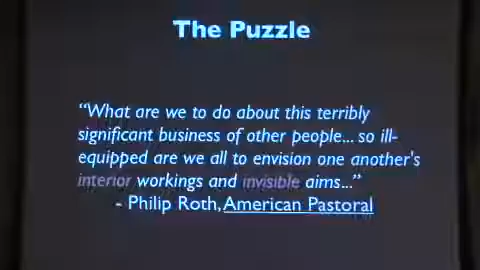 The Puzzle
“What are we to do about this terribly
significant business of other people... so ill-
equipped are we all to envision one another's
interior workings and invisible aims...”
- Philip Roth, American Pastoral